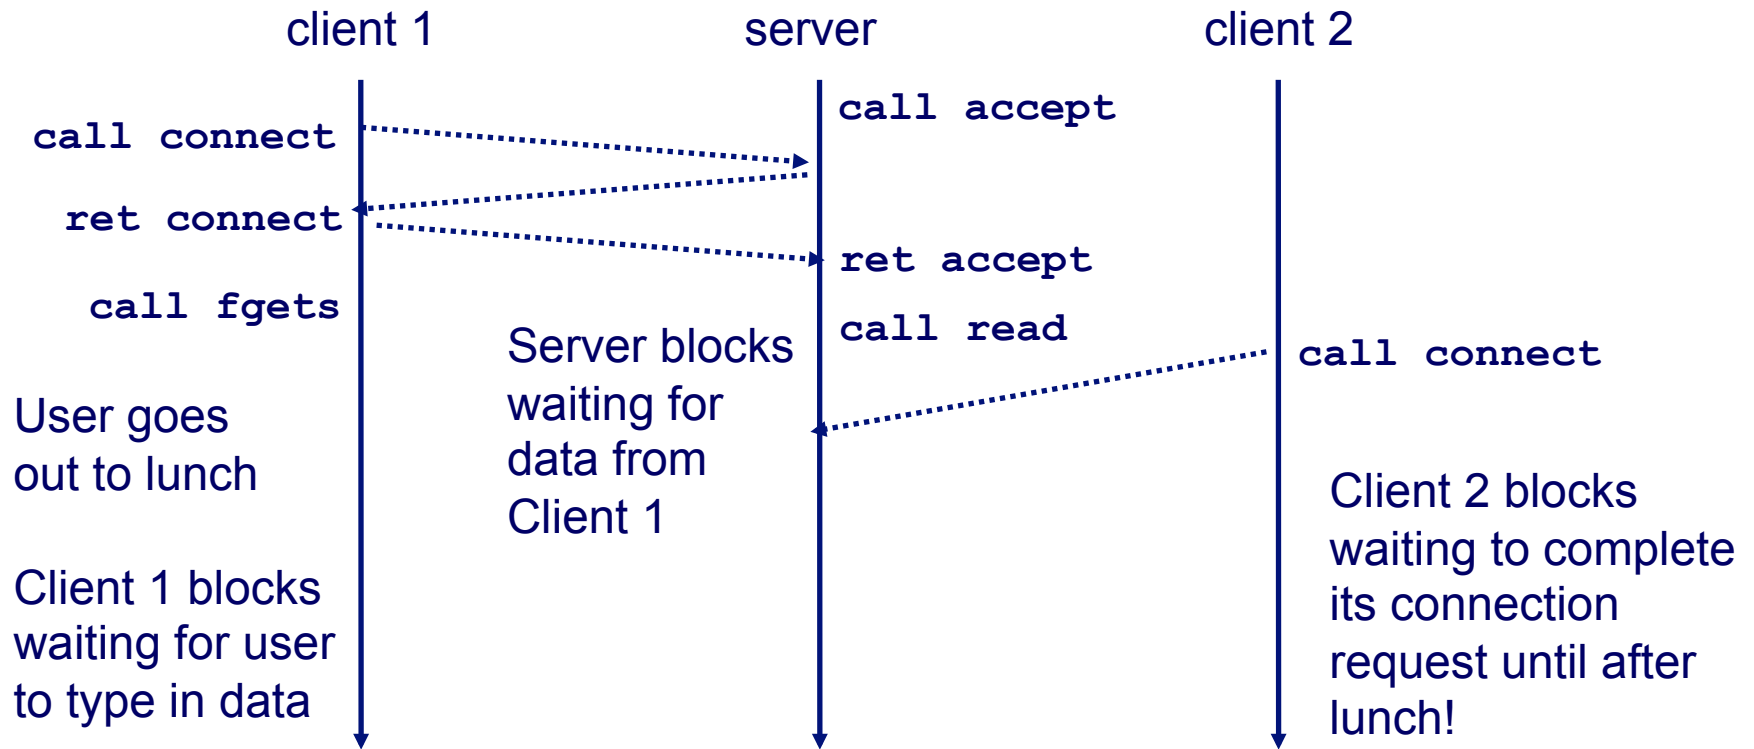 client 1
server
client 2
call connect
ret connect
call fgets
User goes
out to lunch
Client 1 blocks
waiting for user
to type in data
call accept
ret accept
call read
Server blocks
waiting for
data from
Client 1
call connect
Client 2 blocks
waiting to complete
its connection
request until after
lunch!